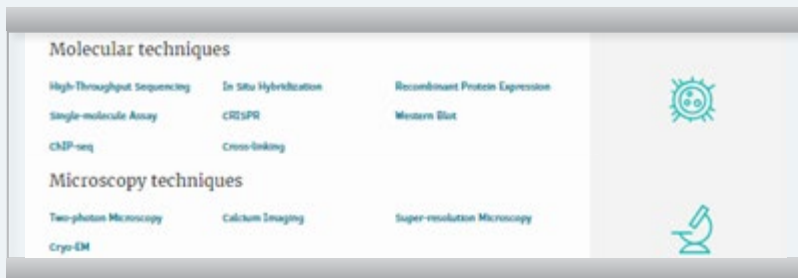 Molecular techniques
High-Throughput Sequencing In Situ Hybridization Recombinant Protein Expression
Single-molecule Assay CRISPR Western Blot
ChIP-seq Cross-linking
Microscopy techniques
Two-photon Microscopy Calcium Imaging Super-resolution Microscopy
Cryo-EM